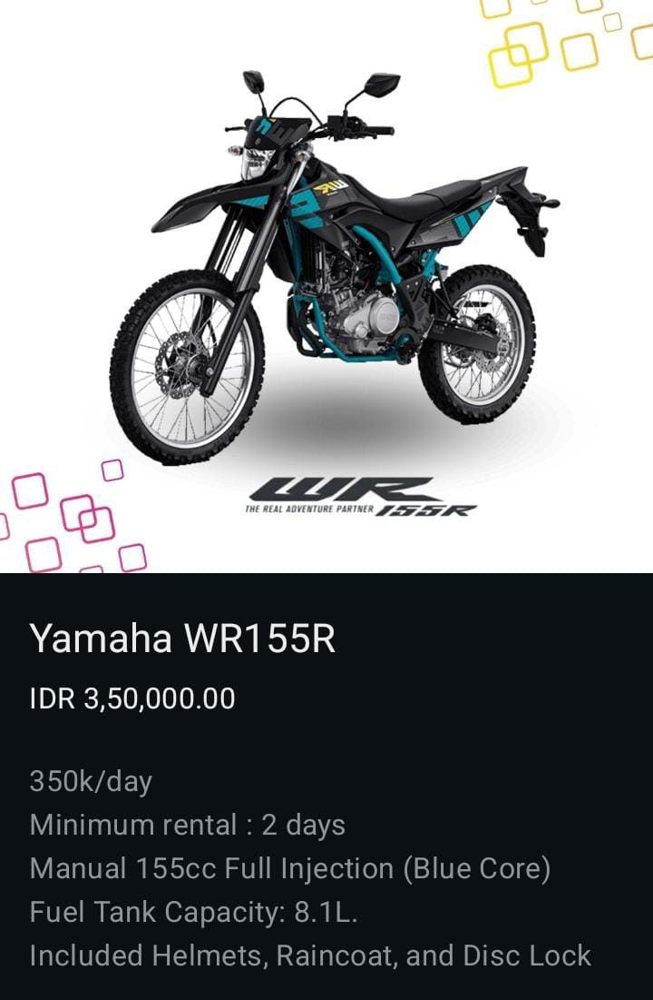 WR
WR
THE REAL ADVENTURE PARTNER 155R
Yamaha WR155R
IDR 3,50,000.00
350k/day
Minimum rental : 2 days
Manual 155cc Full Injection (Blue Core)
Fuel Tank Capacity: 8.1L.
Included Helmets, Raincoat, and Disc Lock